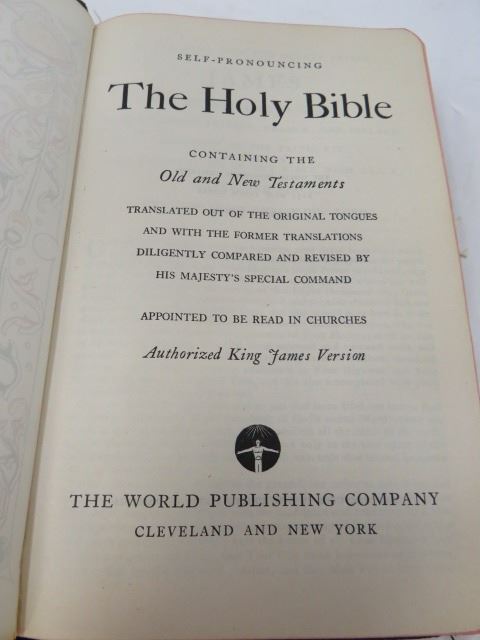 SELF-PRONOUNCING
The Holy Bible
CONTAINING THE
Old and New Testaments
TRANSLATED OUT OF THE ORIGINAL TONGUES
AND WITH THE FORMER TRANSLATIONS
DILIGENTLY COMPARED AND REVISED BY
HIS MAJESTY'S SPECIAL COMMAND
APPOINTED TO BE READ IN CHURCHES
Authorized King James Version
THE WORLD PUBLISHING COMPANY
CLEVELAND AND NEW YORK